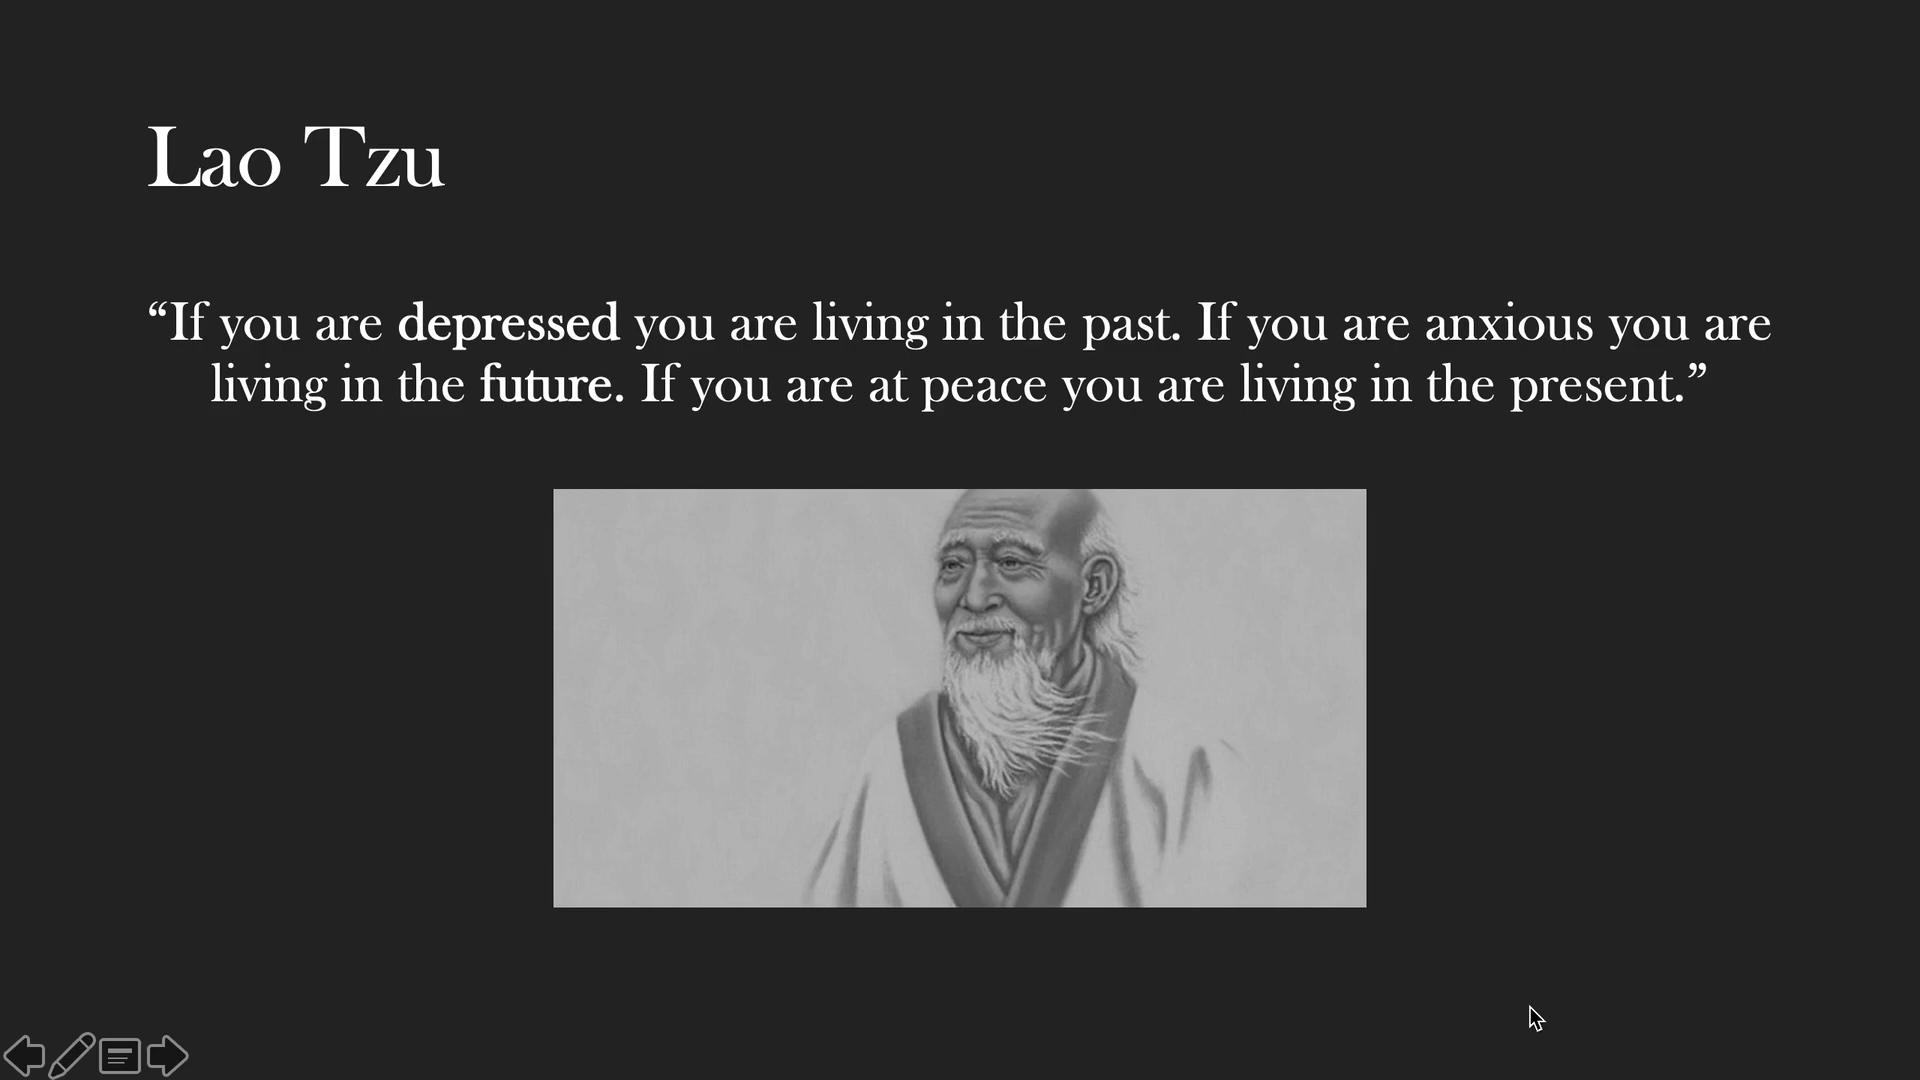 Lao Tzu
“If you are depressed you are living in the past. If you are anxious you are
living in the future. If you are at peace you are living in the present.”